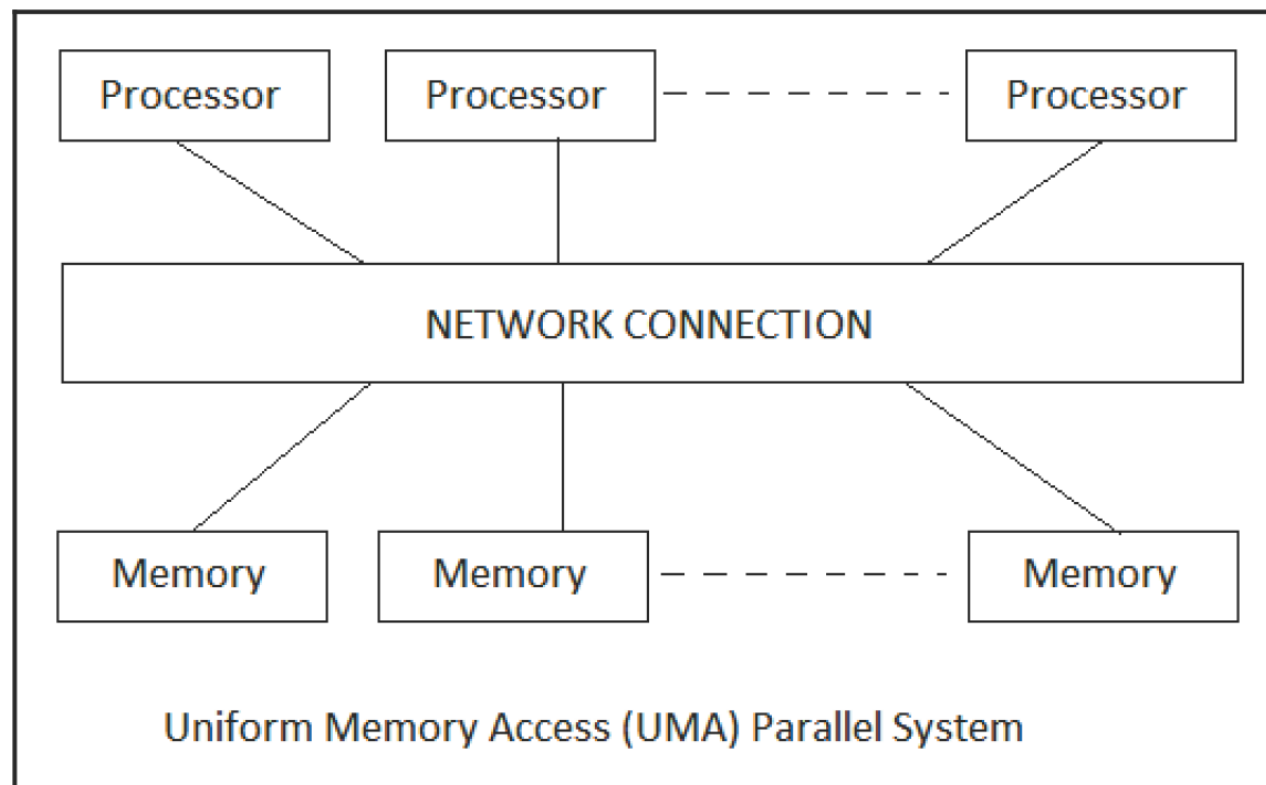 Processor
Processor
Processor
NETWORK CONNECTION
Memory
Memory
Memory
Uniform Memory Access (UMA) Parallel System